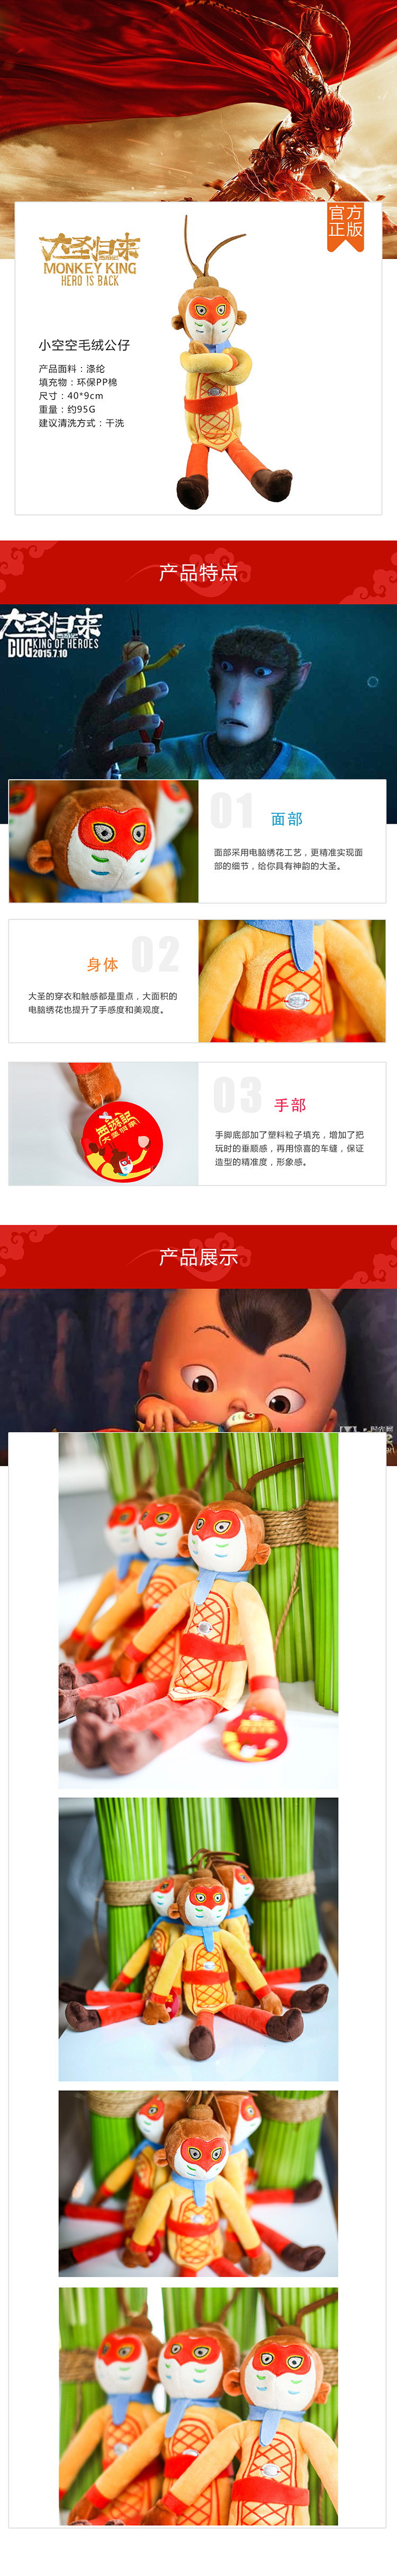 官方
正版
大圣归来
MONKEY KING
HERO IS BACK
小空空毛绒公仔
产品面料：涤纶
填充物：环保PP棉
尺寸：40*9cm
重量：约95G
建议清洗方式：干洗
产品特点
大圣归来
KING OF HEROES
2015.7.10
01
面部
面部采用电脑绣花工艺，更精准实现面
部的细节，给你具有神韵的大圣。
02
身体
大圣的穿衣和触感都是重点，大面积的
电脑绣花也提升了手感度和美观度。
西游记
大圣归来
03
手部
手脚底部加了塑料粒子填充，增加了把
玩时的垂顺感，再用惊喜的车缝，保证
造型的精准度，形象感。
产品展示